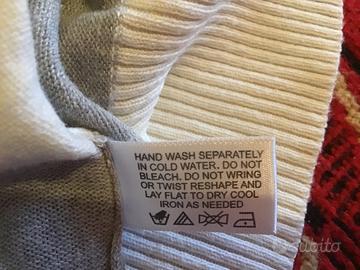 HAND WASH SEPARATELY
IN COLD WATER. DO NOT
BLEACH. DO NOT WRING
OR TWIST RESHAPE AND
LAY FLAT TO DRY COOL
IRON AS NEEDED
subito